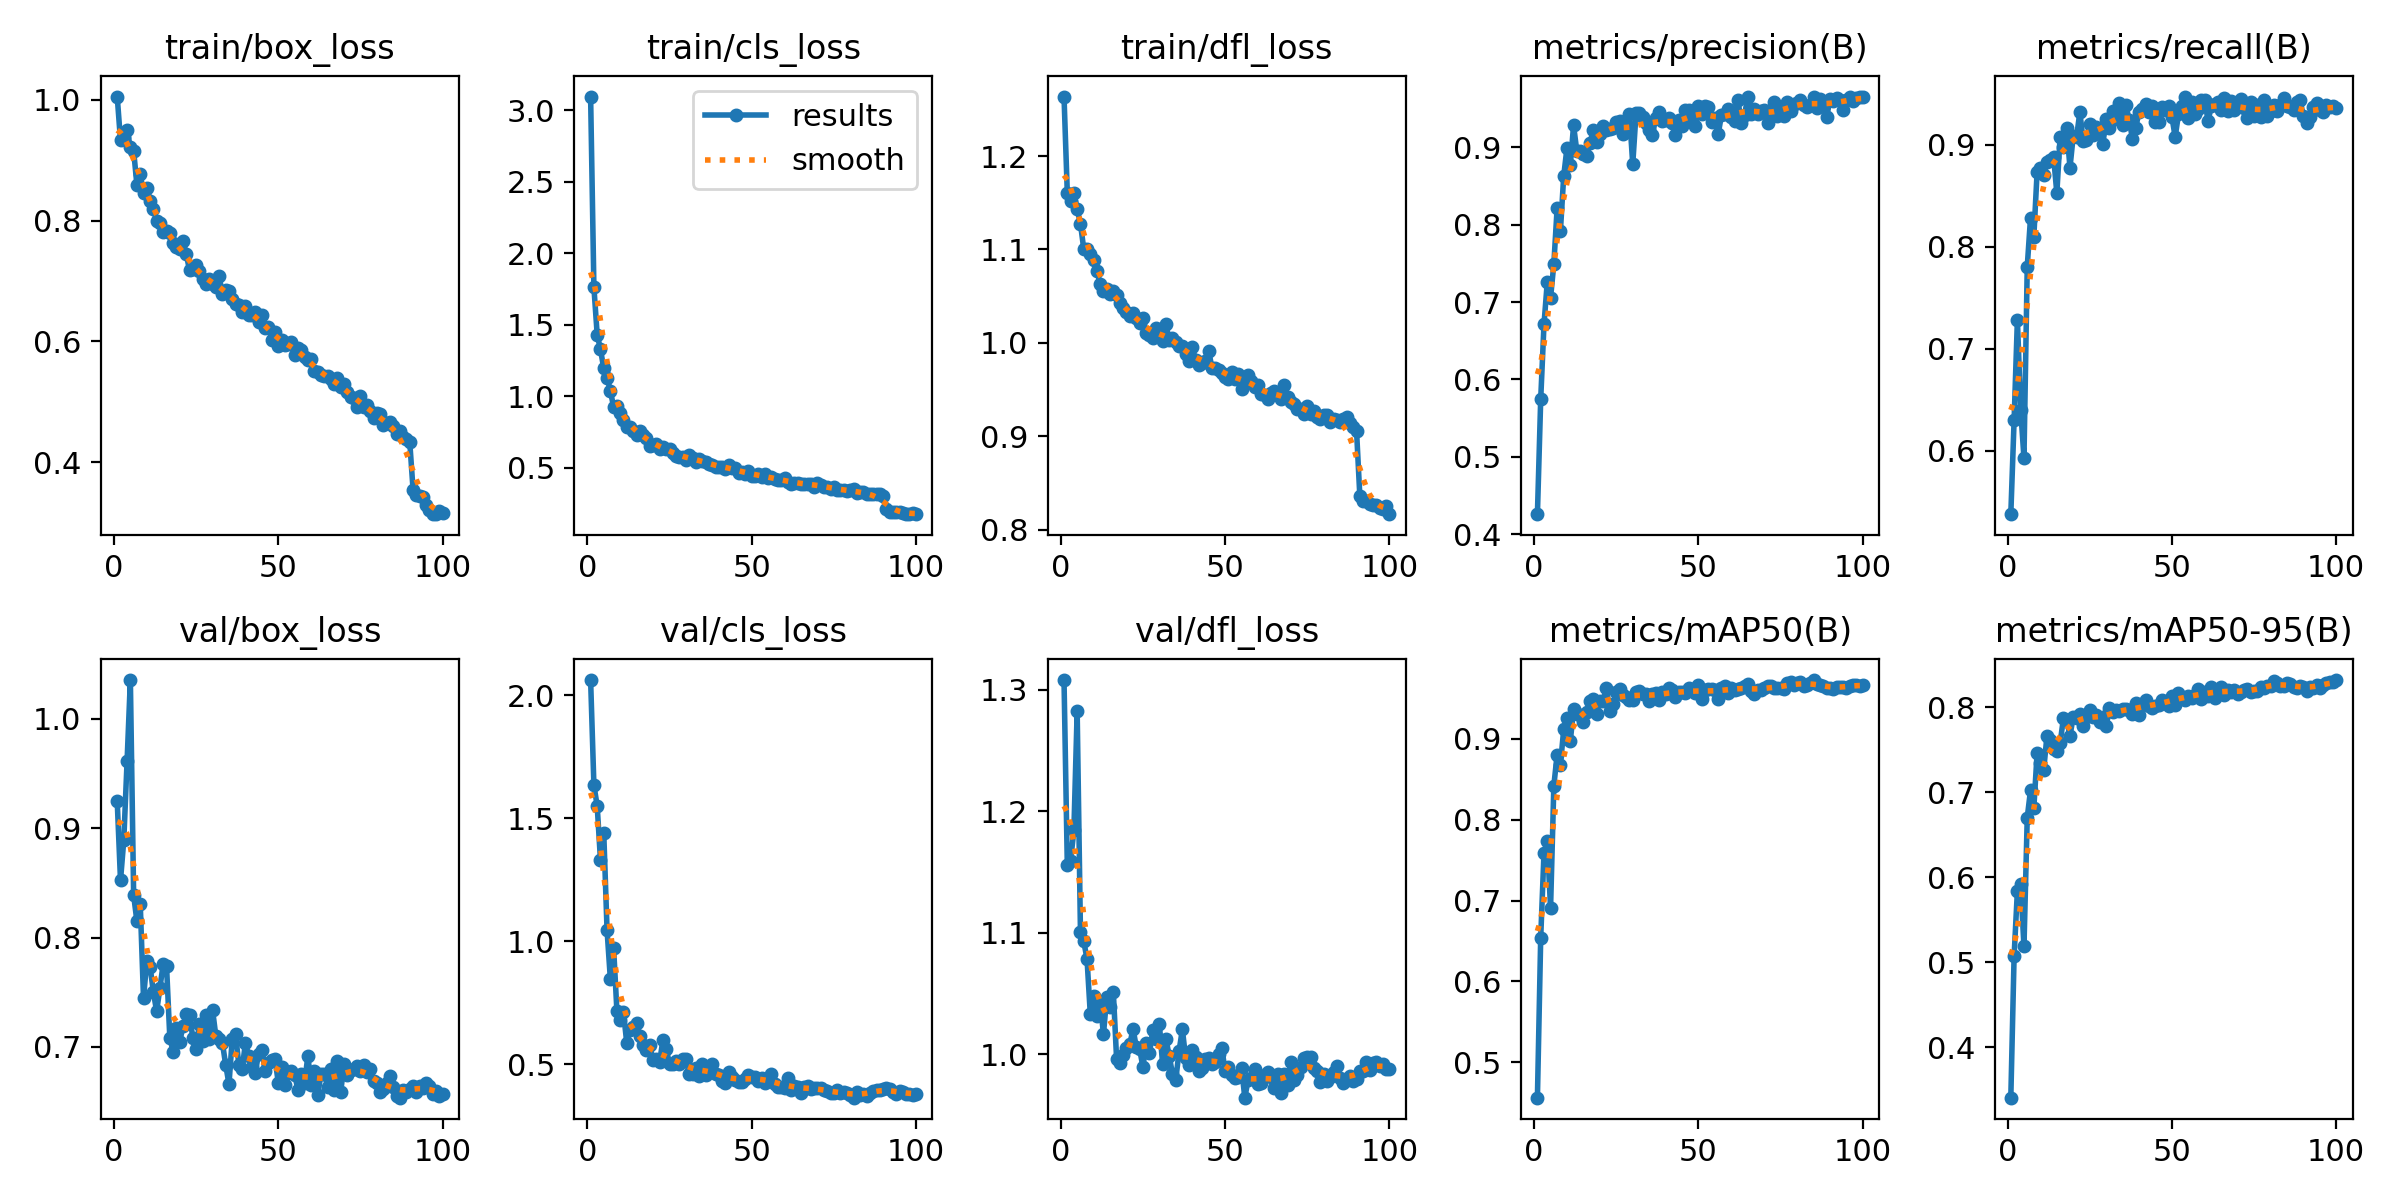 train/box_loss
1.0
0.8
0.6
0.4
0 50 100
train/cls_loss
results
smooth
3.0
2.5
2.0
1.5
1.0
0.5
0 50 100
train/dfl_loss
1.2
1.1
1.0
0.9
0.8
0 50 100
metrics/precision(B)
0.9
0.8
0.7
0.6
0.5
0.4
0 50 100
metrics/recall(B)
0.9
0.8
0.7
0.6
0 50 100
val/box_loss
1.0
0.9
0.8
0.7
0 50 100
val/cls_loss
2.0
1.5
1.0
0.5
0 50 100
val/dfl_loss
1.3
1.2
1.1
1.0
0 50 100
metrics/mAP50(B)
0.9
0.8
0.7
0.6
0.5
0 50 100
metrics/mAP50-95(B)
0.8
0.7
0.6
0.5
0.4
0 50 100